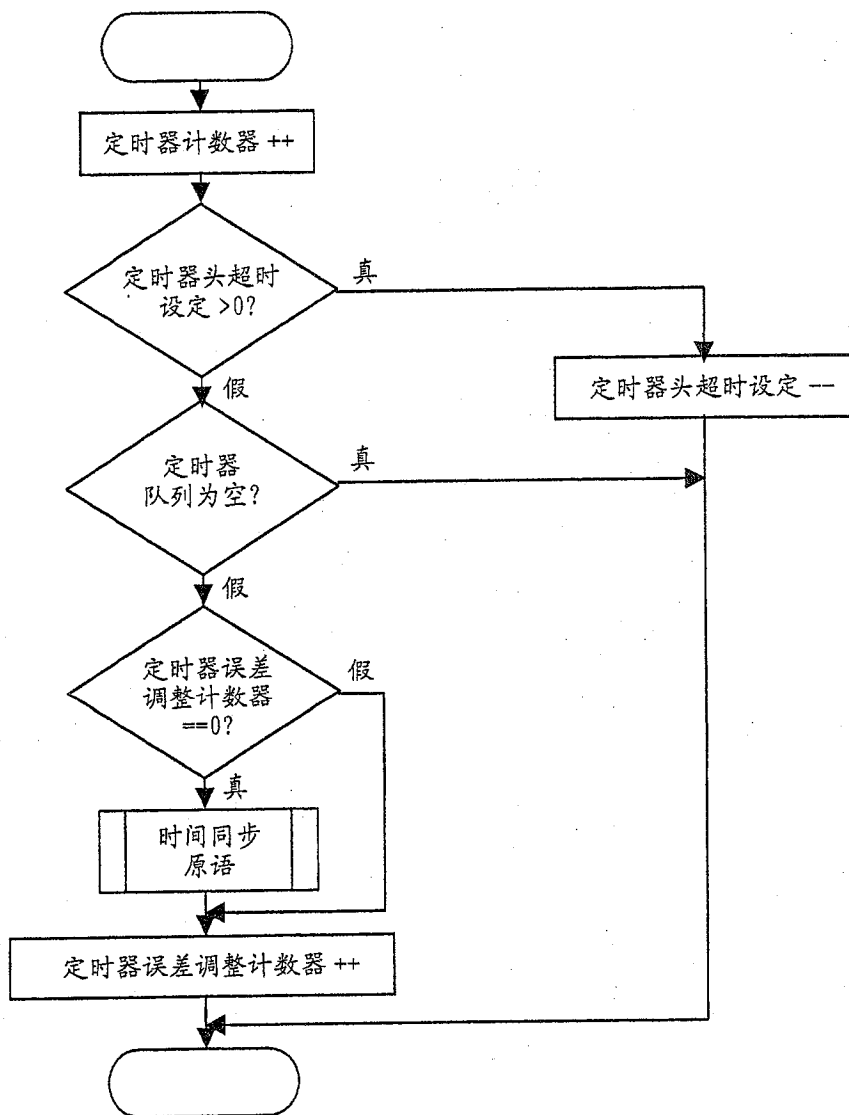 定时器计数器 ++
定时器头超时
设定 >0?
真
假
定时器头超时设定 --
定时器
队列为空?
真
假
定时器误差
调整计数器
==0?
假
真
时间同步
原语
定时器误差调整计数器 ++